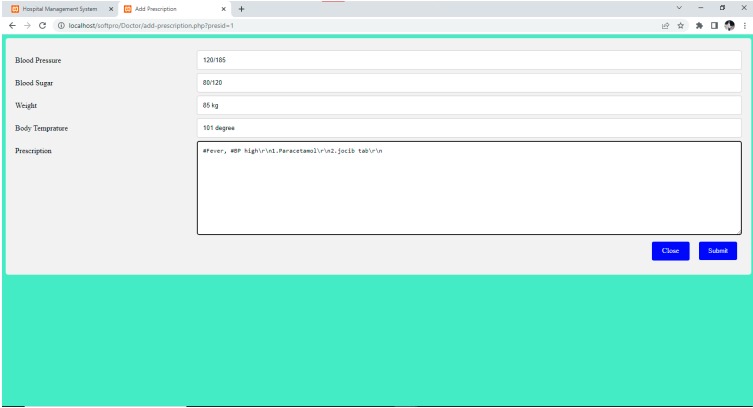 Hospital Management System
Add Prescription
localhost/softpro/Doctor/add-prescription.php?presid=1
Blood Pressure 120/185
Blood Sugar 80/120
Weight 85 kg
Body Temprature 101 degree
Prescription #Fever, #BP high\r\n1.Paracetamol\r\n2.jocib tab\r\n
Close Submit